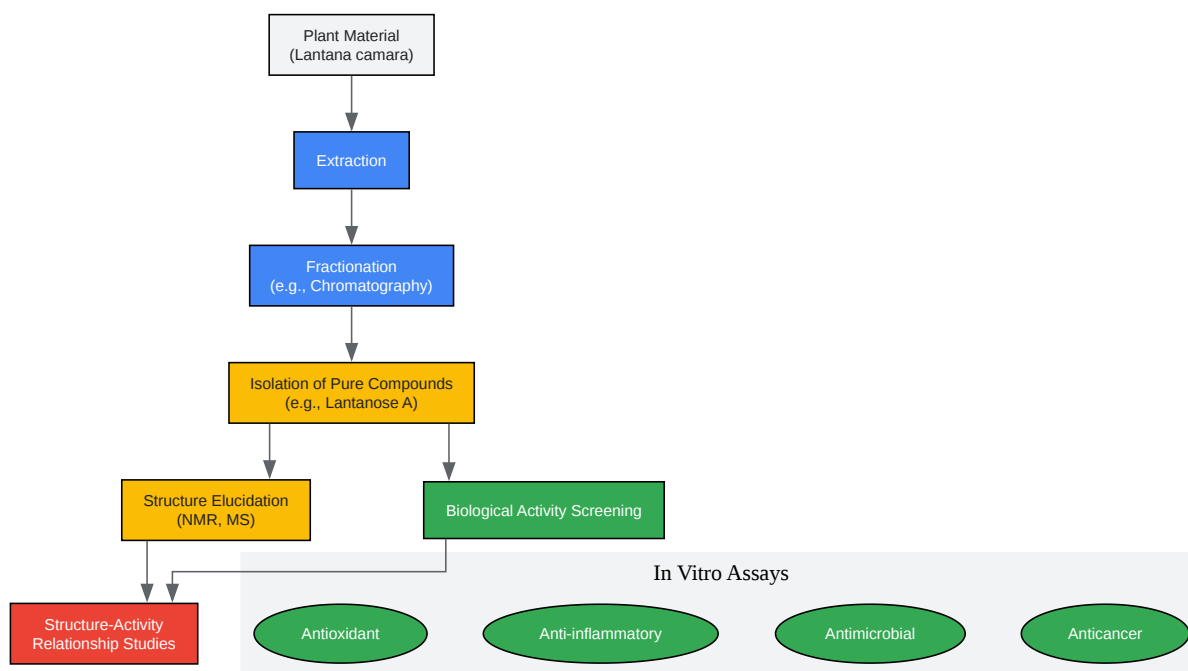 Plant Material
(Lantana camara)
Extraction
Fractionation
(e.g., Chromatography)
Isolation of Pure Compounds
(e.g., Lantanose A)
Structure Elucidation
(NMR, MS)
Biological Activity Screening
In Vitro Assays
Structure-Activity
Relationship Studies
Antioxidant
Anti-inflammatory
Antimicrobial
Anticancer